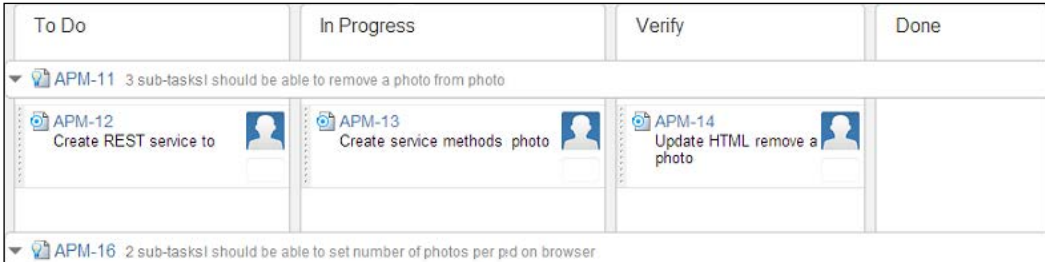 To Do In Progress Verify Done
APM-11 3 sub-tasksI should be able to remove a photo from photo
APM-12 APM-13 APM-14
Create REST service to Create service methods photo Update HTML remove a
photo
APM-16 2 sub-tasksI should be able to set number of photos per pıd on browser